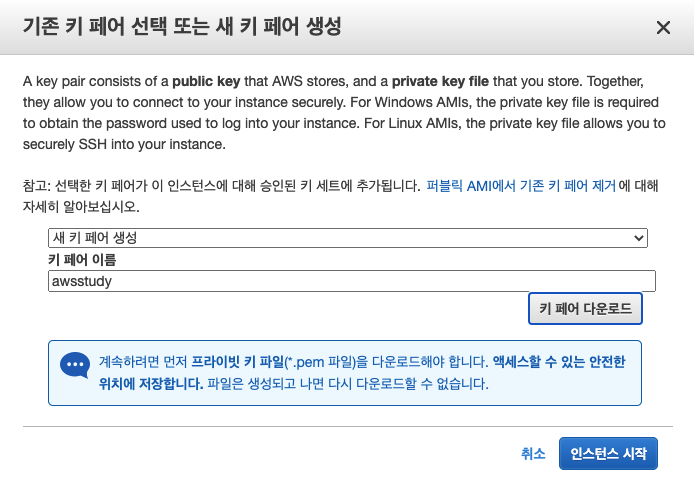 기존 키 페어 선택 또는 새 키 페어 생성
A key pair consists of a public key that AWS stores, and a private key file that you store. Together,
they allow you to connect to your instance securely. For Windows AMIs, the private key file is required
to obtain the password used to log into your instance. For Linux AMIs, the private key file allows you to
securely SSH into your instance.
참고: 선택한 키 페어가 이 인스턴스에 대해 승인된 키 세트에 추가됩니다. 퍼블릭 AMI에서 기존 키 페어 제거 에 대해
자세히 알아보십시오.
새 키 페어 생성
키 페어 이름
awsstudy
키 페어 다운로드
계속하려면 먼저 프라이빗 키 파일(*.pem 파일)을 다운로드해야 합니다. 액세스할 수 있는 안전한
위치에 저장합니다. 파일은 생성되고 나면 다시 다운로드할 수 없습니다.
취소
인스턴스 시작